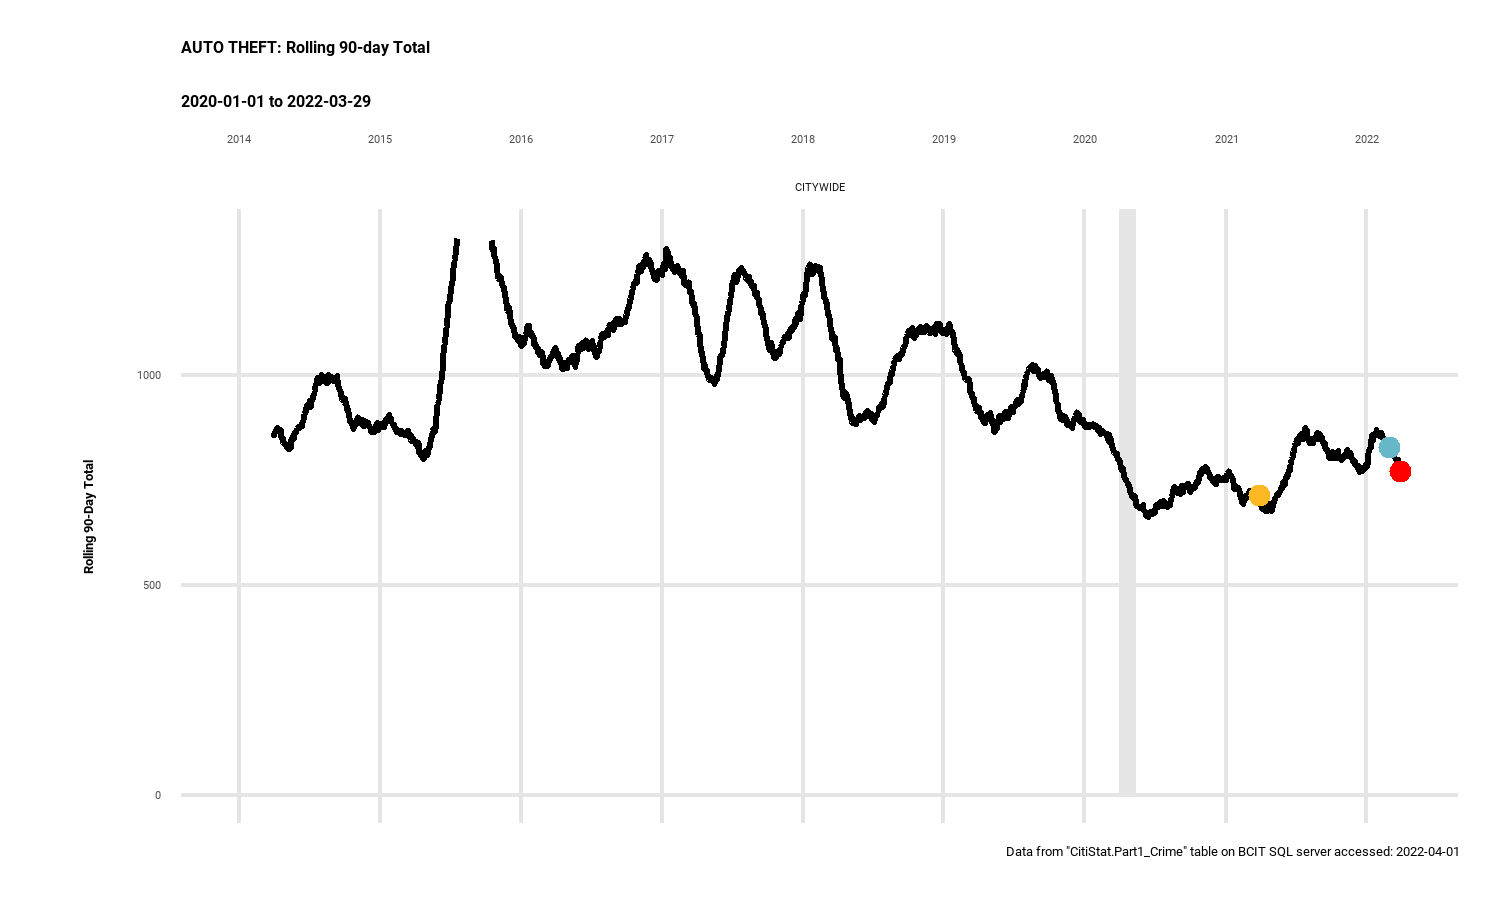 AUTO THEFT: Rolling 90-day Total
2020-01-01 to 2022-03-29
2014 2015 2016 2017 2018 2019 2020 2021 2022
CITYWIDE
1000
Rolling 90-Day Total
500
0
Data from "CitiStat.Part1_Crime" table on BCIT SQL server accessed: 2022-04-01